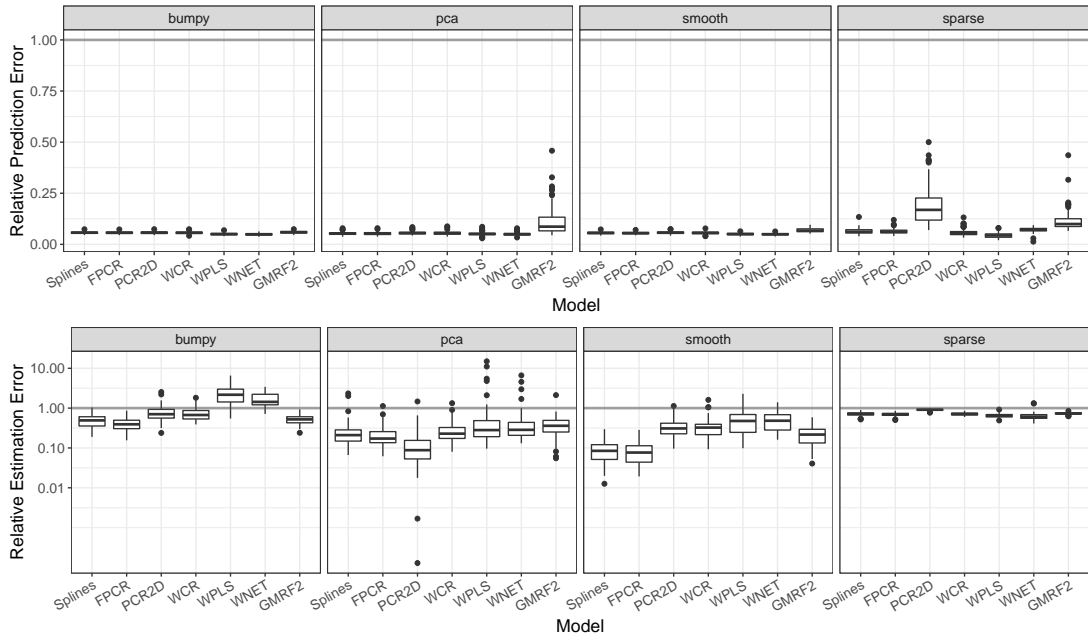 bumpy
pca
smooth
sparse
Relative Prediction Error
1.00
0.75
0.50
0.25
0.00
Splines FPCR PCR2D WCR WPLS WNET GMRF2
Splines FPCR PCR2D WCR WPLS WNET GMRF2
Splines FPCR PCR2D WCR WPLS WNET GMRF2
Splines FPCR PCR2D WCR WPLS WNET GMRF2
Model
bumpy
pca
smooth
sparse
Relative Estimation Error
10.00
1.00
0.10
0.01
Splines FPCR PCR2D WCR WPLS WNET GMRF2
Splines FPCR PCR2D WCR WPLS WNET GMRF2
Splines FPCR PCR2D WCR WPLS WNET GMRF2
Splines FPCR PCR2D WCR WPLS WNET GMRF2
Model